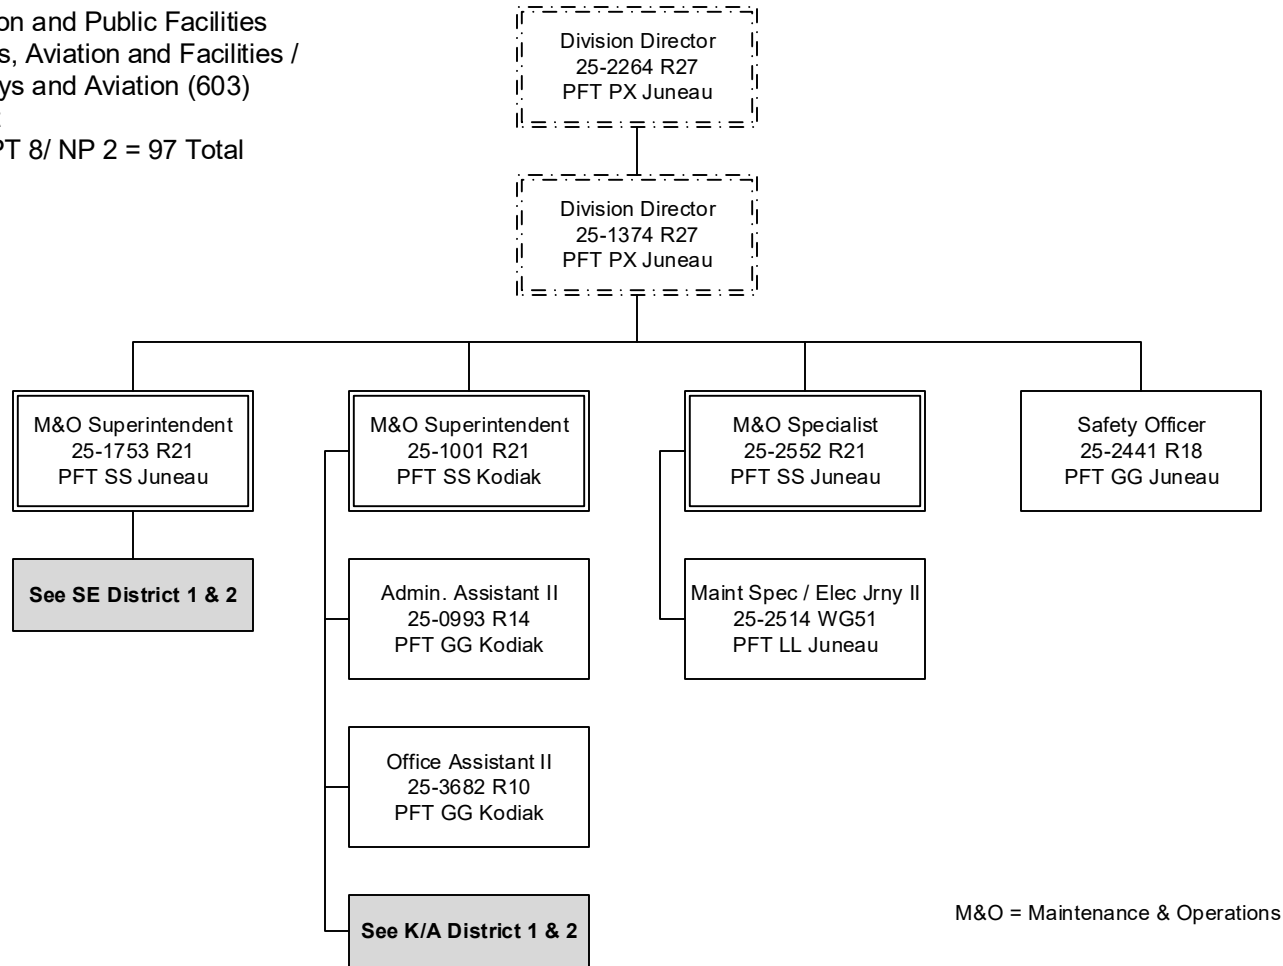 on and Public Facilities
s, Aviation and Facilities /
ys and Aviation (603)
PT 8/ NP 2 = 97 Total
Division Director
25-2264 R27
PFT PX Juneau
Division Director
25-1374 R27
PFT PX Juneau
M&O Superintendent
25-1753 R21
PFT SS Juneau
M&O Superintendent
25-1001 R21
PFT SS Kodiak
M&O Specialist
25-2552 R21
PFT SS Juneau
Safety Officer
25-2441 R18
PFT GG Juneau
See SE District 1 & 2
Admin. Assistant II
25-0993 R14
PFT GG Kodiak
Maint Spec / Elec Jrny II
25-2514 WG51
PFT LL Juneau
Office Assistant II
25-3682 R10
PFT GG Kodiak
See K/A District 1 & 2
M&O = Maintenance & Operations